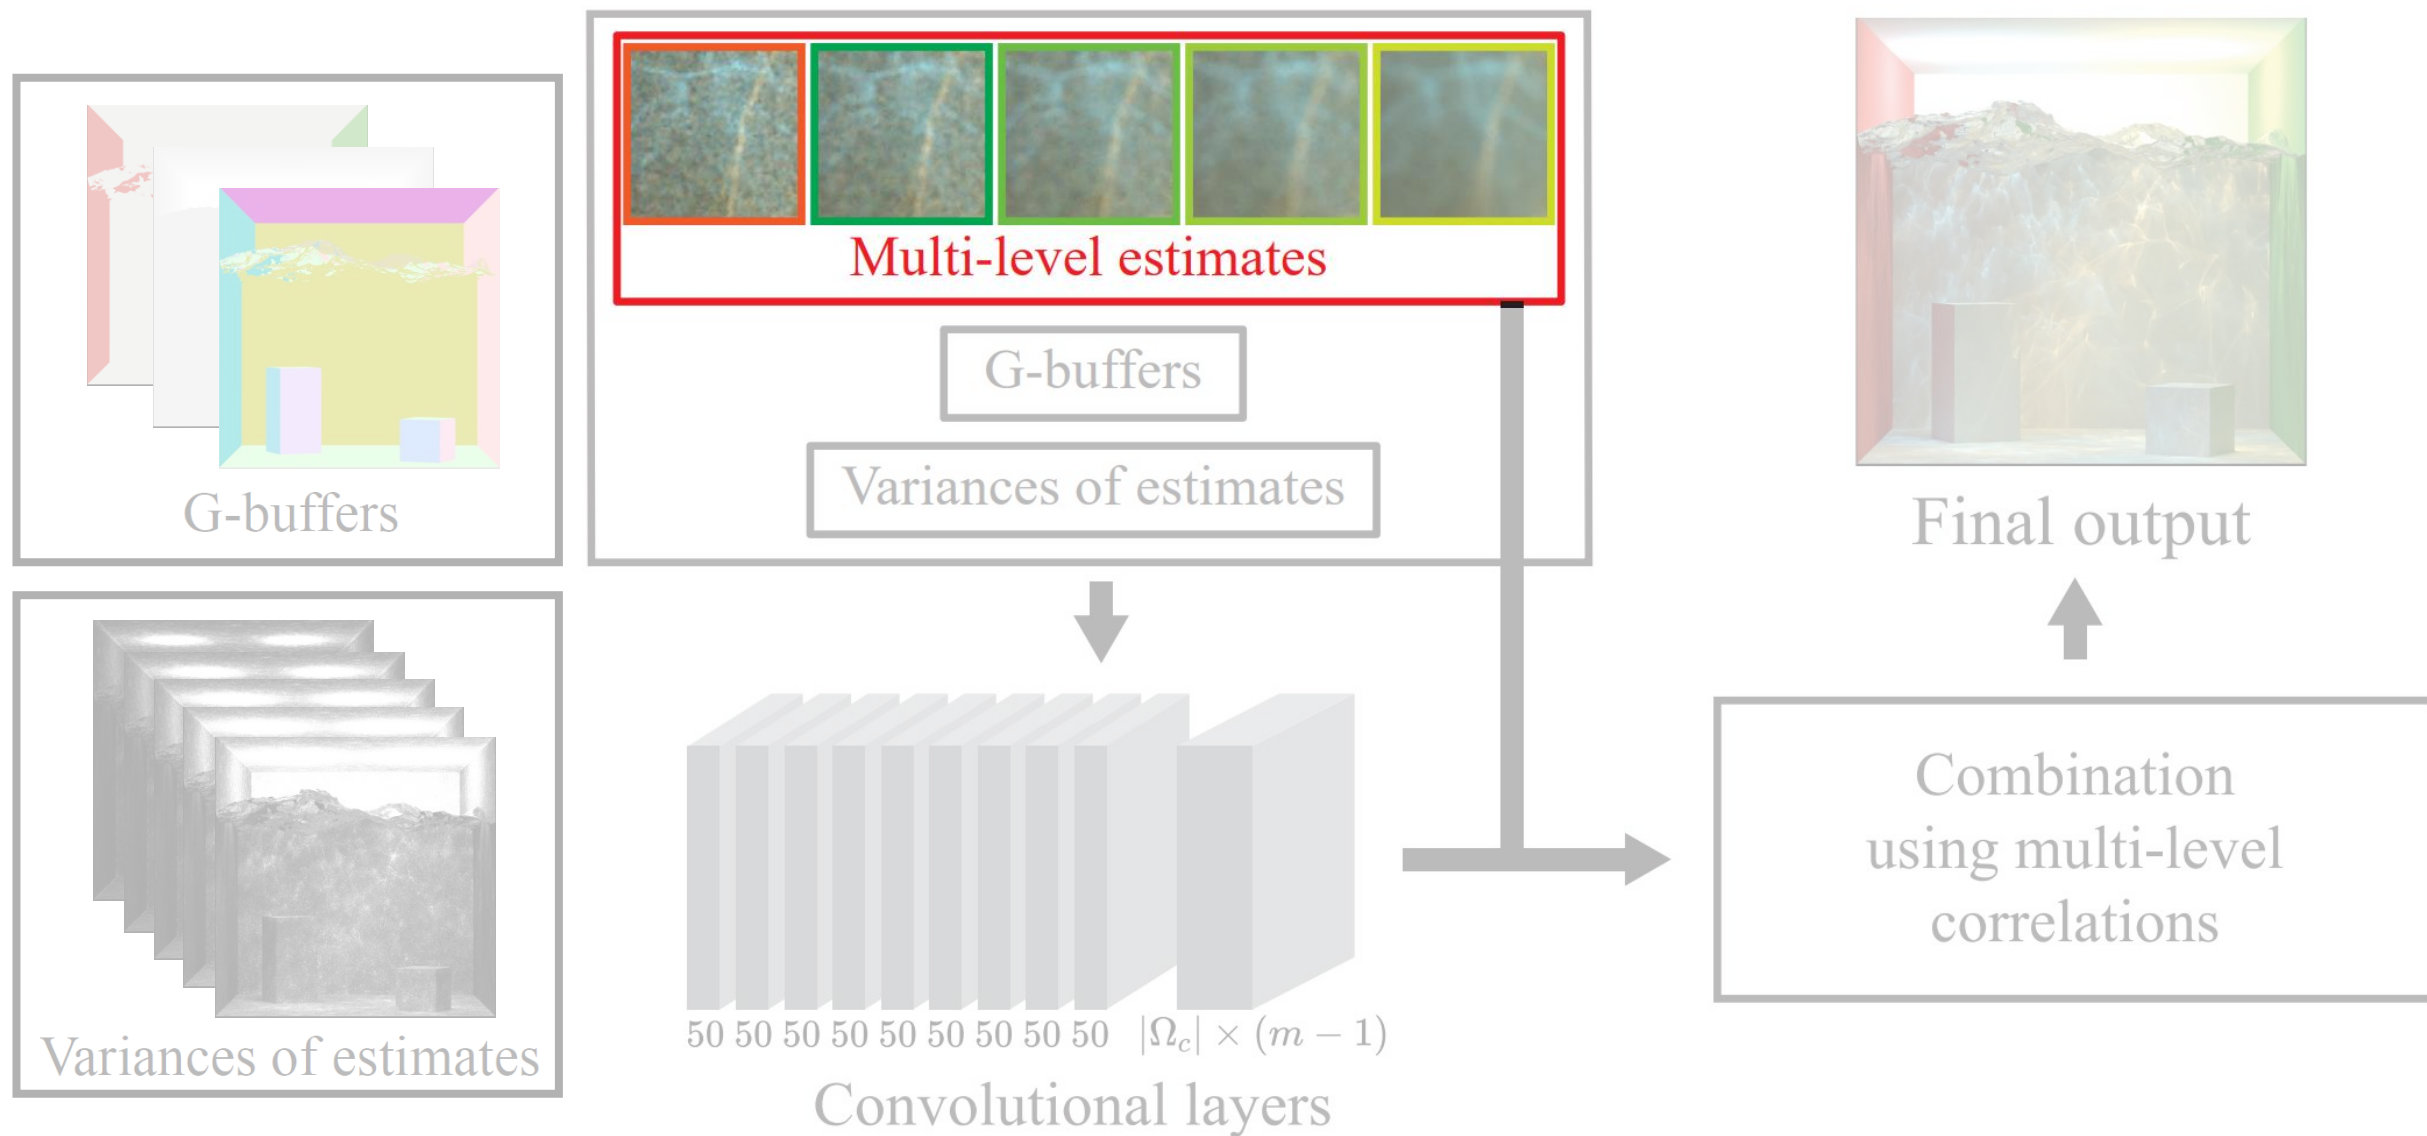 G-buffers
Variances of estimates
Multi-level estimates
G-buffers
Variances of estimates
50 50 50 50 50 50 50 50 50 |Ω_c| × (m − 1)
Convolutional layers
Final output
Combination
using multi-level
correlations